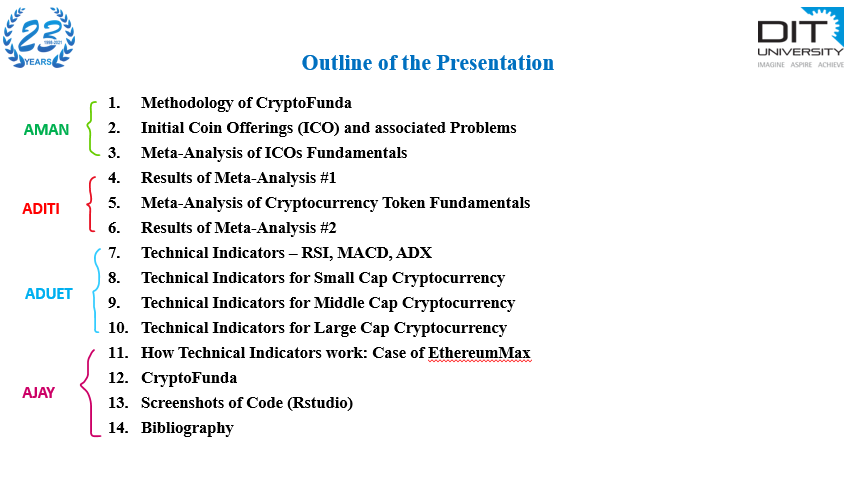 23
1998-2021
YEARS
DIT
UNIVERSITY
IMAGINE ASPIRE ACHIEVE
Outline of the Presentation
AMAN
1. Methodology of CryptoFunda
2. Initial Coin Offerings (ICO) and associated Problems
3. Meta-Analysis of ICOs Fundamentals
ADITI
4. Results of Meta-Analysis #1
5. Meta-Analysis of Cryptocurrency Token Fundamentals
6. Results of Meta-Analysis #2
ADUET
7. Technical Indicators – RSI, MACD, ADX
8. Technical Indicators for Small Cap Cryptocurrency
9. Technical Indicators for Middle Cap Cryptocurrency
10. Technical Indicators for Large Cap Cryptocurrency
AJAY
11. How Technical Indicators work: Case of EthereumMax
12. CryptoFunda
13. Screenshots of Code (Rstudio)
14. Bibliography